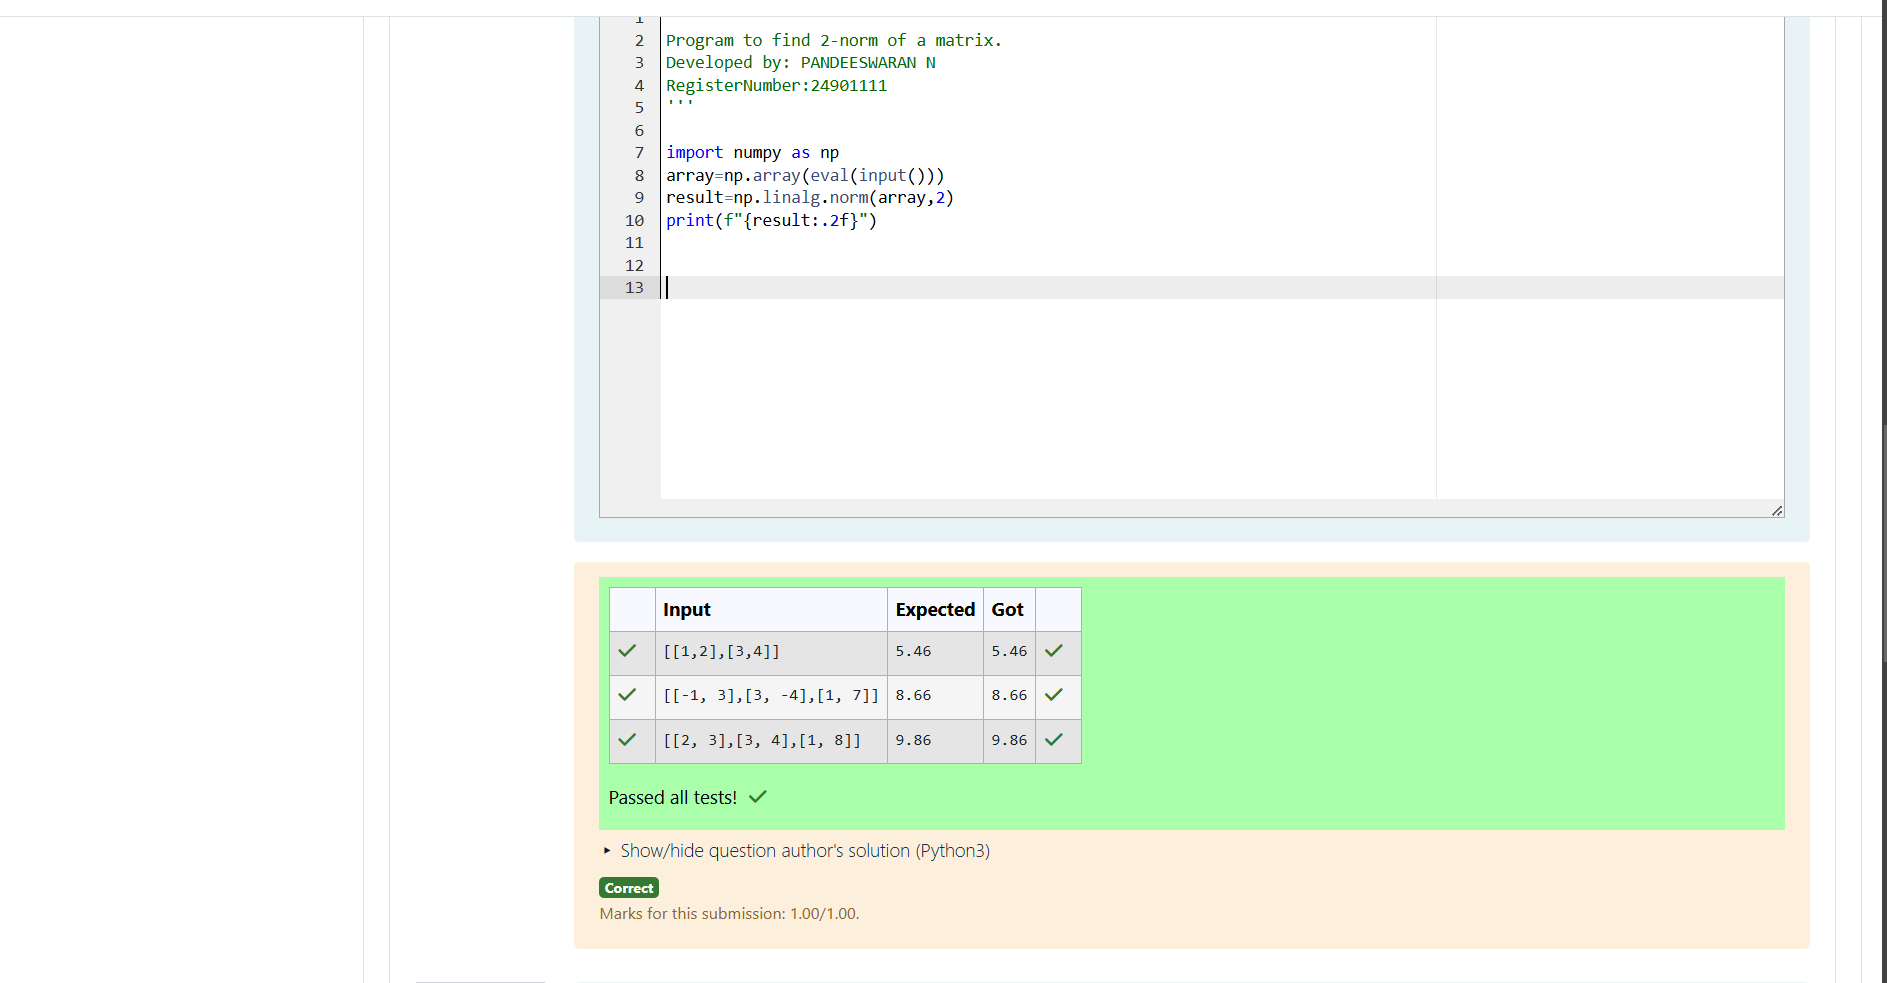 1
2 Program to find 2-norm of a matrix.
3 Developed by: PANDEESWARAN N
4 RegisterNumber:24901111
5 '''
6
7 import numpy as np
8 array=np.array(eval(input()))
9 result=np.linalg.norm(array,2)
10 print(f"{result:.2f}")
11
12
13
Input Expected Got
[[1,2],[3,4]] 5.46 5.46
[[-1, 3],[3, -4],[1, 7]] 8.66 8.66
[[2, 3],[3, 4],[1, 8]] 9.86 9.86
Passed all tests!
Show/hide question author's solution (Python3)
Correct
Marks for this submission: 1.00/1.00.